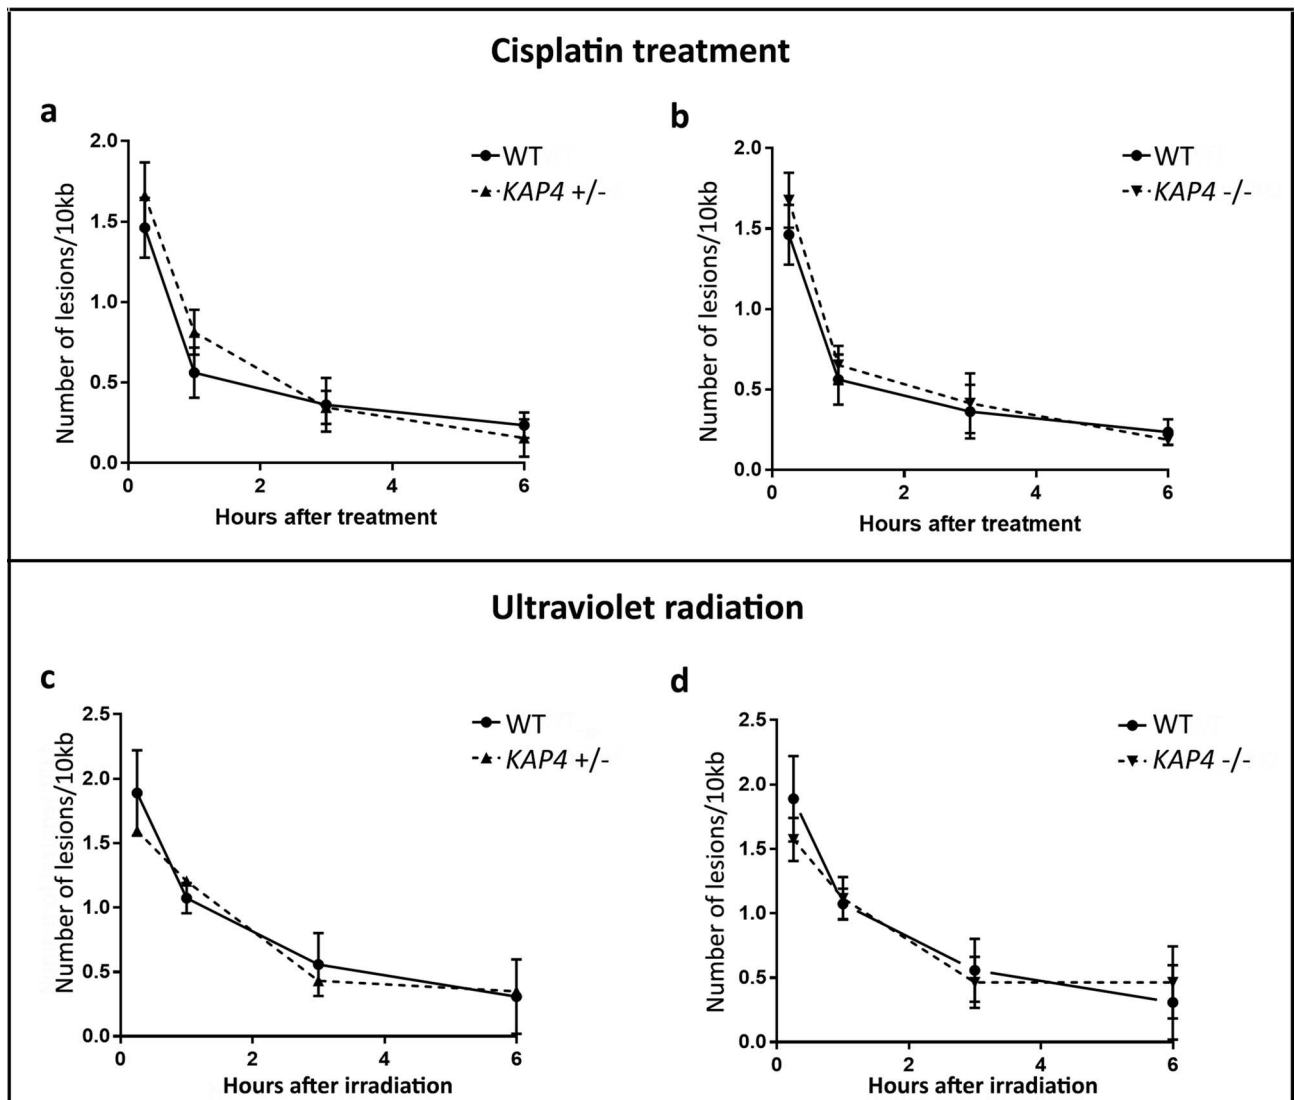 Cisplatin treatment
a
WT
KAP4 +/-
Number of lesions/10kb
2.0
1.5
1.0
0.5
0.0
0 2 4 6
Hours after treatment
b
WT
KAP4 -/-
Number of lesions/10kb
2.0
1.5
1.0
0.5
0.0
0 2 4 6
Hours after treatment
Ultraviolet radiation
c
WT
KAP4 +/-
Number of lesions/10kb
2.5
2.0
1.5
1.0
0.5
0.0
0 2 4 6
Hours after irradiation
d
WT
KAP4 -/-
Number of lesions/10kb
2.5
2.0
1.5
1.0
0.5
0.0
0 2 4 6
Hours after irradiation